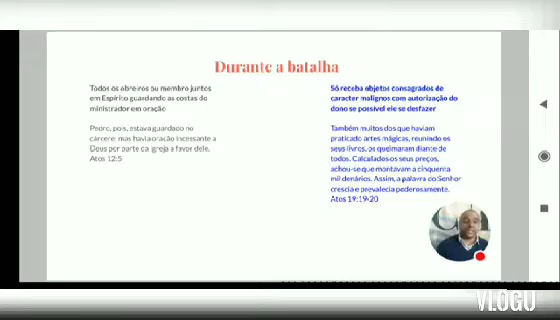 Durante a batalha
Todos os obreiros ou membro juntos
em Espirito guardando as costas do
ministrador em oração
Pedro, pois, estava guardado no
cárcere; mas havia oração incessante a
Deus por parte da igreja a favor dele.
Atos 12:5
Só receba objetos consagrados de
caracter malignos com autorização do
dono se possível ele se desfazer
Também muitos dos que haviam
praticado artes mágicas, reunindo os
seus livros, os queimaram diante de
todos. Calculados os seus preços,
achou-se que montavam a cinquenta
mil denários. Assim, a palavra do Senhor
crescia e prevalecia poderosamente.
Atos 19:19-20
VLOGU